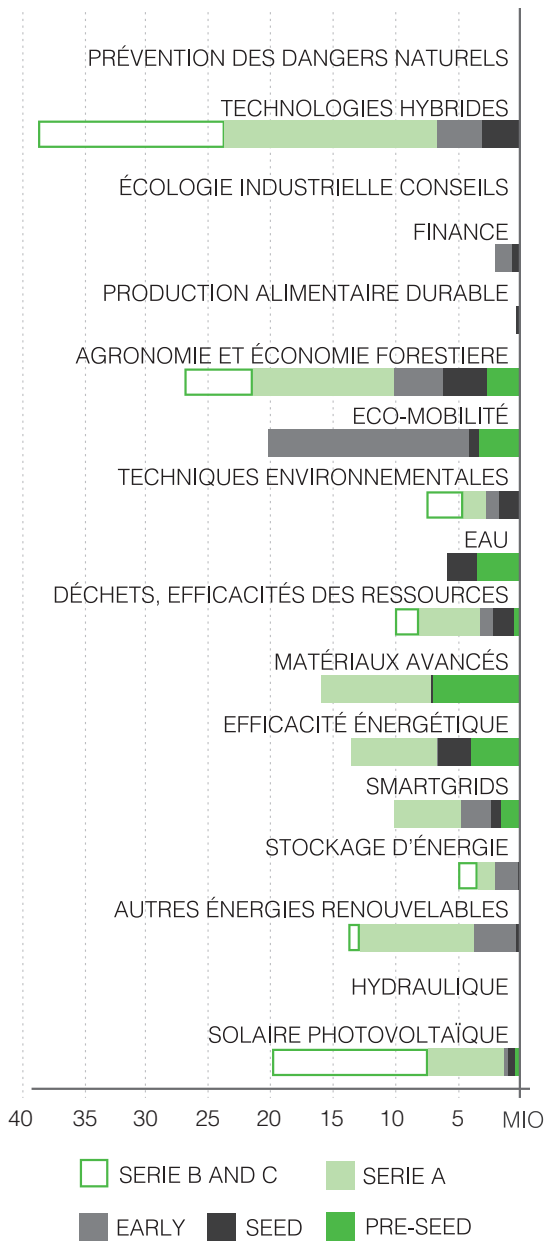 PRÉVENTION DES DANGERS NATURELS
TECHNOLOGIES HYBRIDES
ÉCOLOGIE INDUSTRIELLE CONSEILS
FINANCE
PRODUCTION ALIMENTAIRE DURABLE
AGRONOMIE ET ÉCONOMIE FORESTIERE
ECO-MOBILITÉ
TECHNIQUES ENVIRONNEMENTALES
EAU
DÉCHETS, EFFICACITÉS DES RESSOURCES
MATÉRIAUX AVANCÉS
EFFICACITÉ ÉNERGÉTIQUE
SMARTGRIDS
STOCKAGE D'ÉNERGIE
AUTRES ÉNERGIES RENOUVELABLES
HYDRAULIQUE
SOLAIRE PHOTOVOLTAÏQUE
40 35 30 25 20 15 10 5 MIO
SERIE B AND C SERIE A
EARLY SEED PRE-SEED